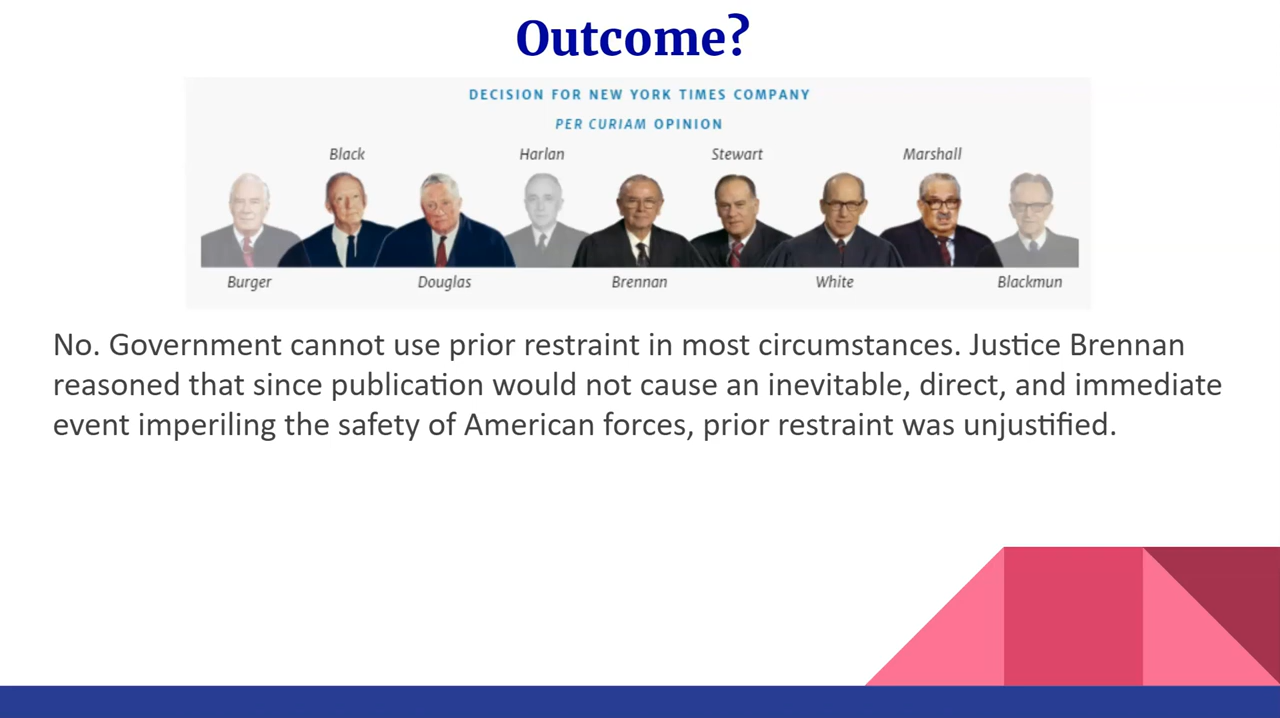 Outcome?
DECISION FOR NEW YORK TIMES COMPANY
PER CURIAM OPINION
Black Harlan Stewart Marshall
Burger Douglas Brennan White Blackmun
No. Government cannot use prior restraint in most circumstances. Justice Brennan
reasoned that since publication would not cause an inevitable, direct, and immediate
event imperiling the safety of American forces, prior restraint was unjustified.